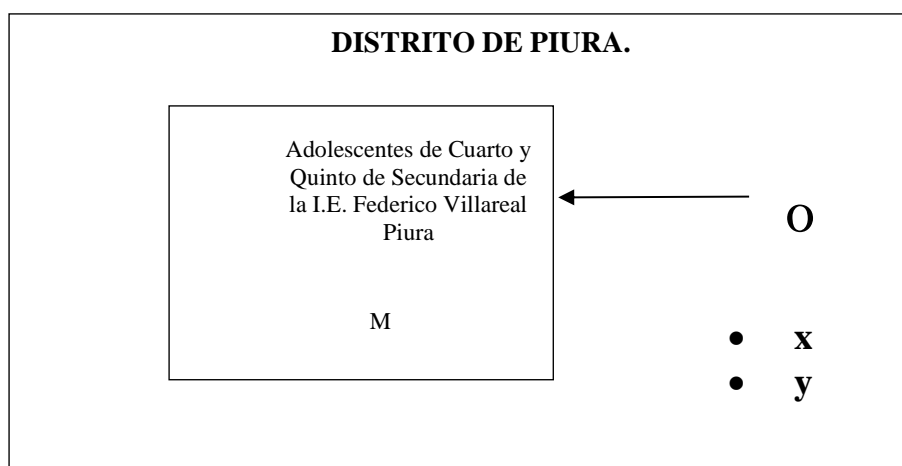 DISTRITO DE PIURA.
Adolescentes de Cuarto y
Quinto de Secundaria de
la I.E. Federico Villareal
Piura
O
M
• x
• y